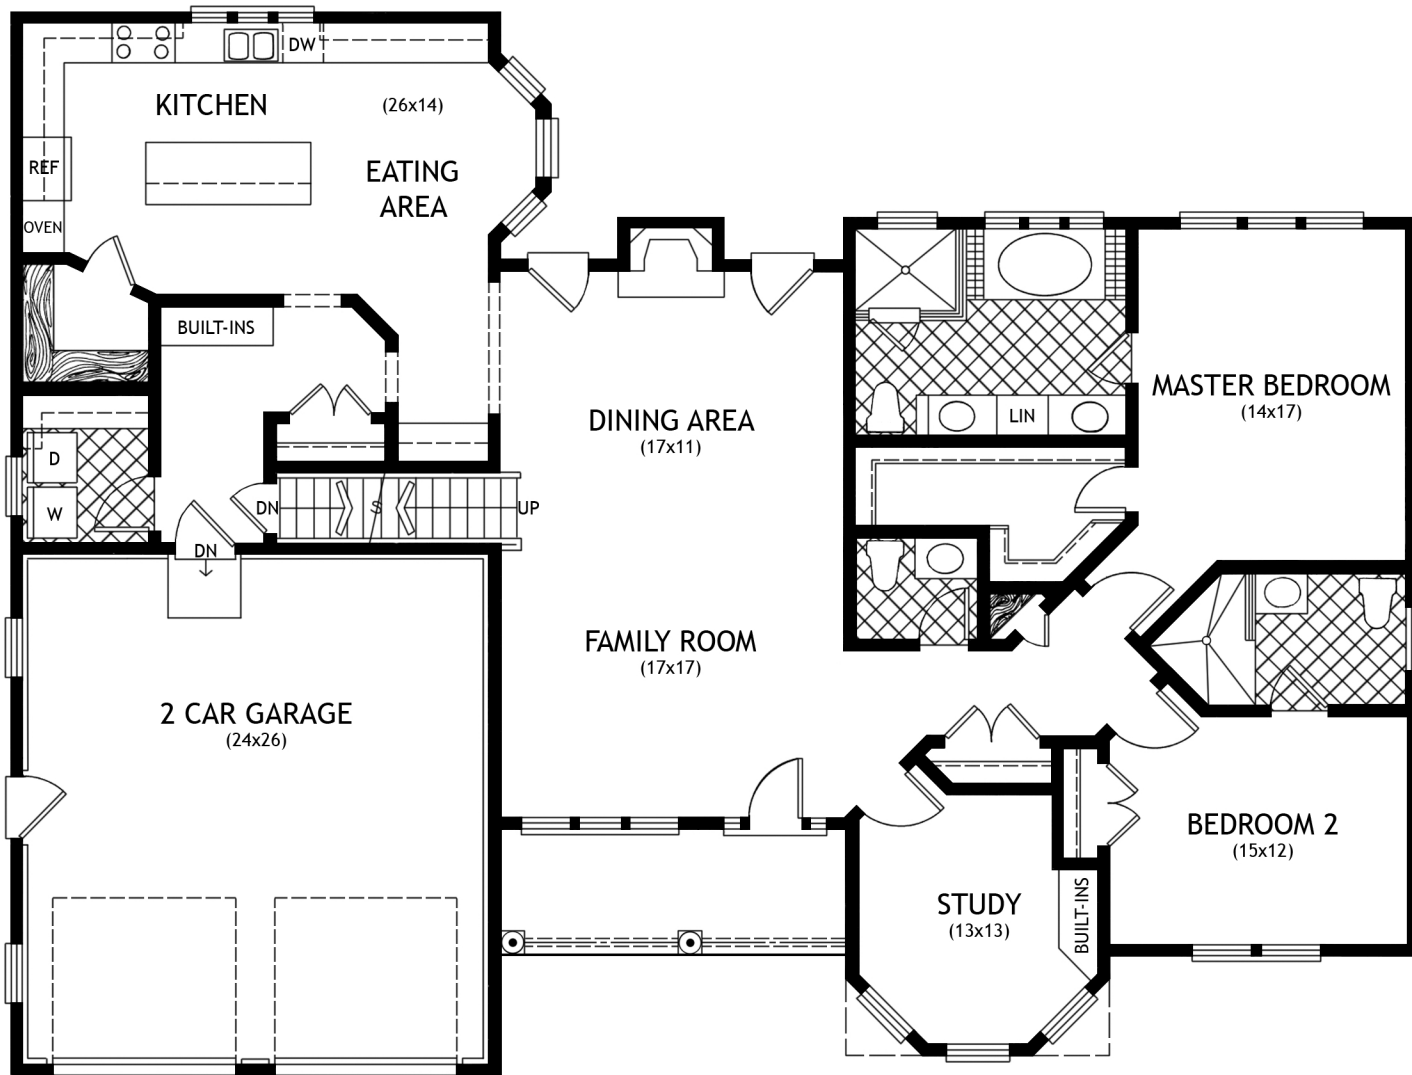 DW
KITCHEN
(26x14)
REF
EATING
AREA
OVEN
BUILT-INS
DINING AREA
(17x11)
MASTER BEDROOM
(14x17)
LIN
D
W
DN
S
UP
DN
FAMILY ROOM
(17x17)
2 CAR GARAGE
(24x26)
BEDROOM 2
(15x12)
STUDY
(13x13)
BUILT-INS